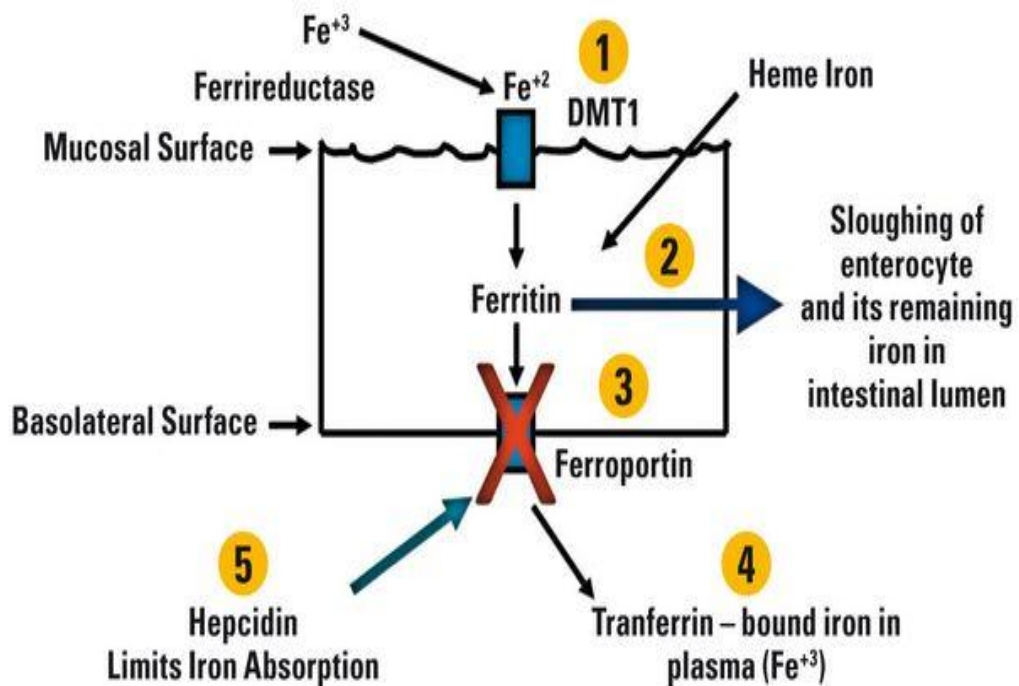 Fe+3
Ferrireductase
Fe+2
1
DMT1
Heme Iron
Mucosal Surface
2
Sloughing of
enterocyte
and its remaining
iron in
intestinal lumen
Ferritin
3
Basolateral Surface
Ferroportin
5
Hepcidin
Limits Iron Absorption
4
Tranferrin – bound iron in
plasma (Fe+3)